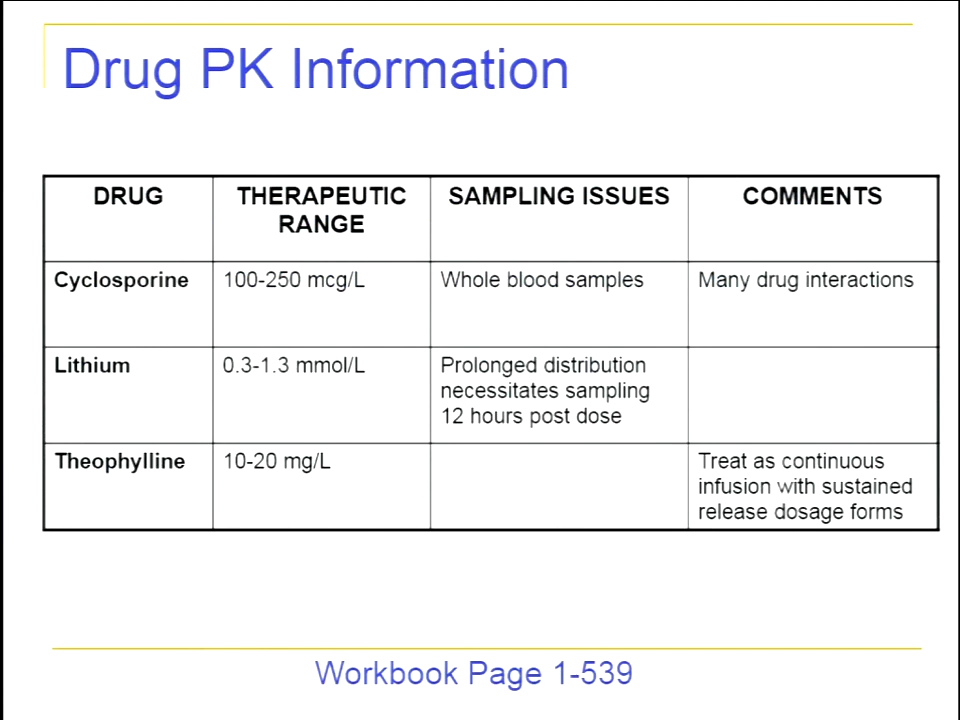 Drug PK Information
DRUG
THERAPEUTIC
RANGE
SAMPLING ISSUES
COMMENTS
Cyclosporine
100-250 mcg/L
Whole blood samples
Many drug interactions
Lithium
0.3-1.3 mmol/L
Prolonged distribution
necessitates sampling
12 hours post dose
Theophylline
10-20 mg/L
Treat as continuous
infusion with sustained
release dosage forms
Workbook Page 1-539